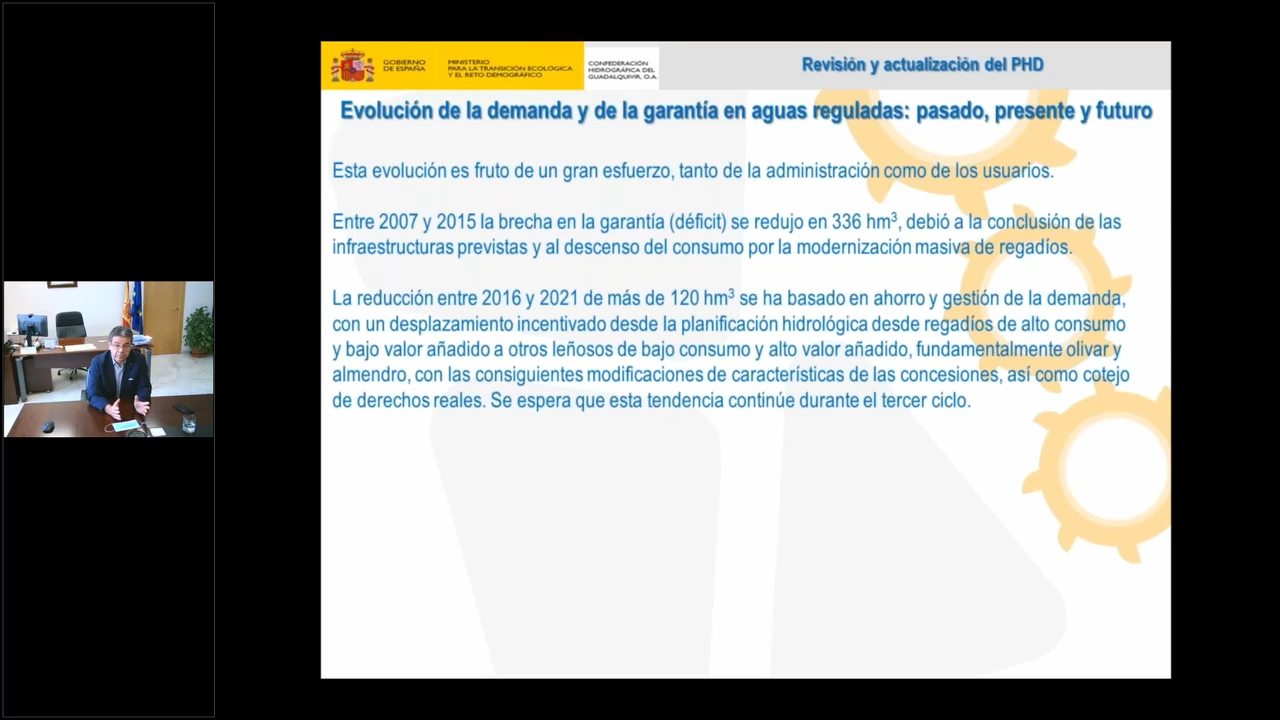 GOBIERNO
DE ESPAÑA
MINISTERIO
PARA LA TRANSICIÓN ECOLÓGICA
Y EL RETO DEMOGRÁFICO
CONFEDERACIÓN
HIDROGRÁFICA DEL
GUADALQUIVIR, O.A.
Revisión y actualización del PHD
Evolución de la demanda y de la garantía en aguas reguladas: pasado, presente y futuro
Esta evolución es fruto de un gran esfuerzo, tanto de la administración como de los usuarios.
Entre 2007 y 2015 la brecha en la garantía (déficit) se redujo en 336 hm³, debió a la conclusión de las
infraestructuras previstas y al descenso del consumo por la modernización masiva de regadíos.
La reducción entre 2016 y 2021 de más de 120 hm³ se ha basado en ahorro y gestión de la demanda,
con un desplazamiento incentivado desde la planificación hidrológica desde regadíos de alto consumo
y bajo valor añadido a otros leñosos de bajo consumo y alto valor añadido, fundamentalmente olivar y
almendro, con las consiguientes modificaciones de características de las concesiones, así como cotejo
de derechos reales. Se espera que esta tendencia continúe durante el tercer ciclo.